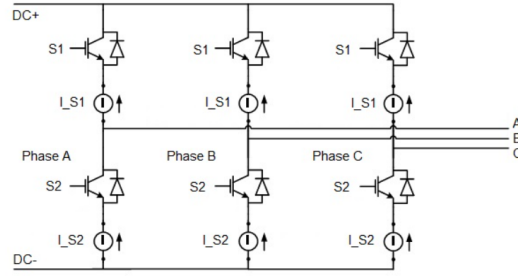 DC+
S1 S1 S1
I_S1 I_S1 I_S1
A
B
C
Phase A Phase B Phase C
S2 S2 S2
I_S2 I_S2 I_S2
DC-